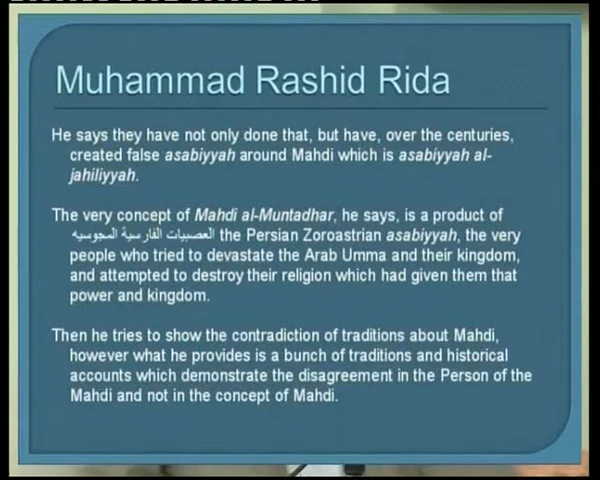 Muhammad Rashid Rida
He says they have not only done that, but have, over the centuries,
created false asabiyyah around Mahdi which is asabiyyah al-
jahiliyyah.
The very concept of Mahdi al-Muntadhar, he says, is a product of
العصبيات الفارسية المجوسيه the Persian Zoroastrian asabiyyah, the very
people who tried to devastate the Arab Umma and their kingdom,
and attempted to destroy their religion which had given them that
power and kingdom.
Then he tries to show the contradiction of traditions about Mahdi,
however what he provides is a bunch of traditions and historical
accounts which demonstrate the disagreement in the Person of the
Mahdi and not in the concept of Mahdi.